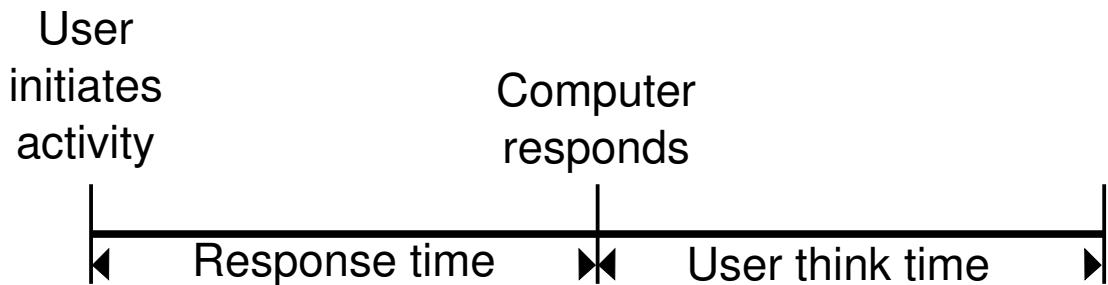 User
initiates
activity
Computer
responds
Response time
User think time